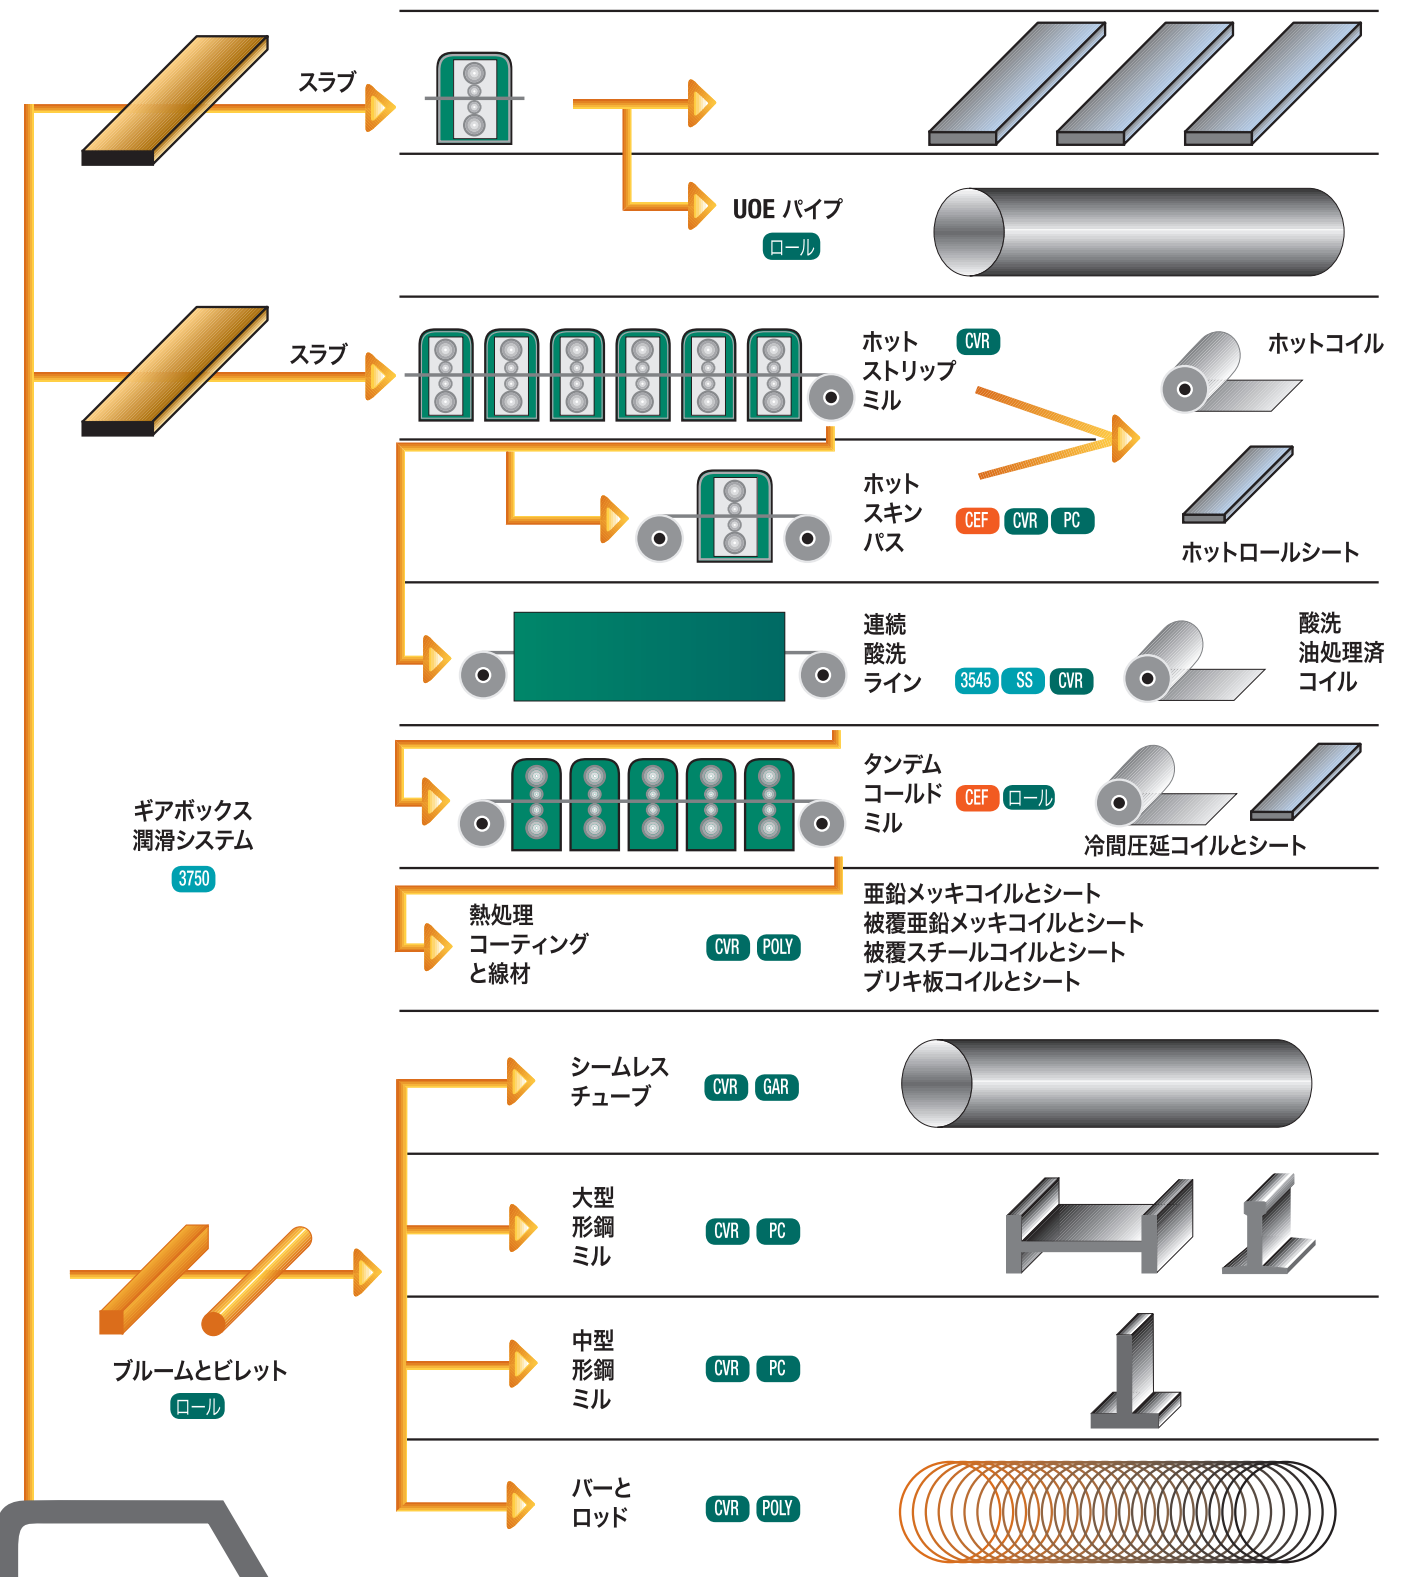 スラブ
UOE パイプ
ロール
スラブ
ホット
ストリップ
ミル
CVR
ホットコイル
ホット
スキン
パス
CEF CVR PC
ホットロールシート
連続
酸洗
ライン
3545 SS CVR
酸洗
油処理済
コイル
タンデム
コールド
ミル
CEF ロール
冷間圧延コイルとシート
ギアボックス
潤滑システム
3750
熱処理
コーティング
と線材
CVR POLY
亜鉛メッキコイルとシート
被覆亜鉛メッキコイルとシート
被覆スチールコイルとシート
ブリキ板コイルとシート
シームレス
チューブ
CVR GAR
大型
形鋼
ミル
CVR PC
ブルームとビレット
ロール
中型
形鋼
ミル
CVR PC
バーと
ロッド
CVR POLY